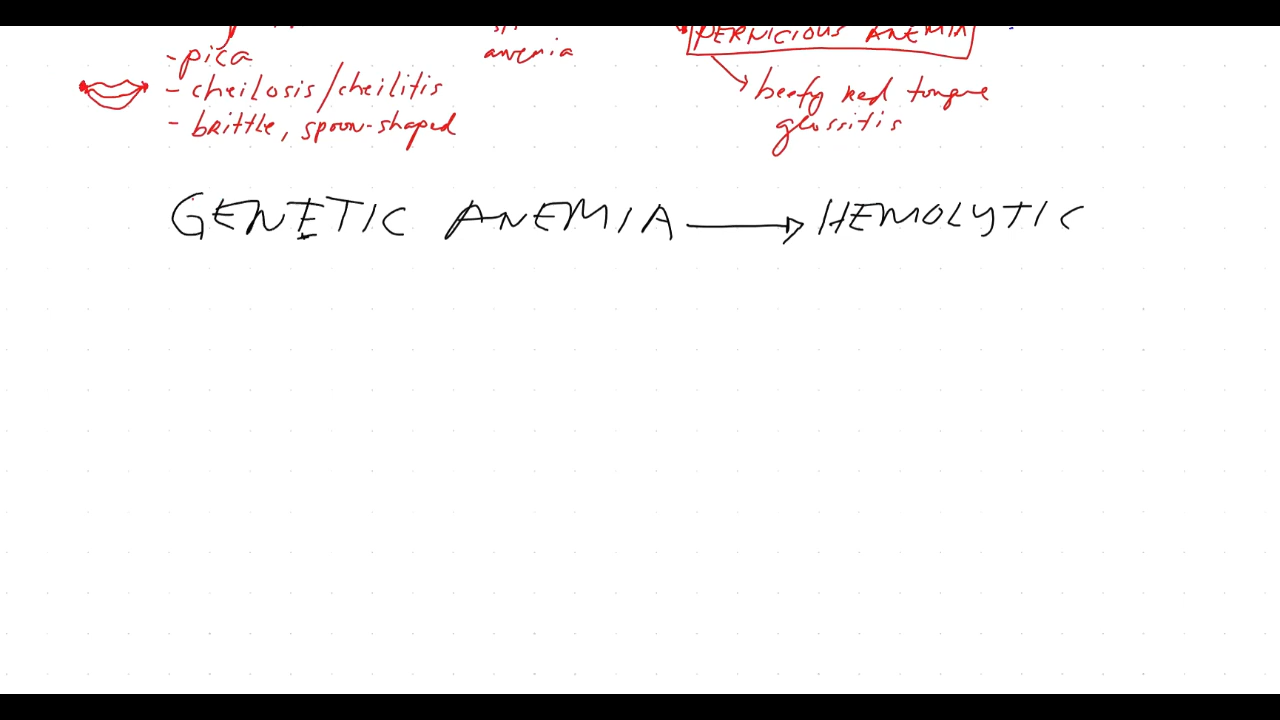 PERNICIOUS ANEMIA
- pica
anemia
- cheilosis/cheilitis
beefy red tongue
- brittle, spoon-shaped
glossitis
GENETIC ANEMIA → HEMOLYTIC